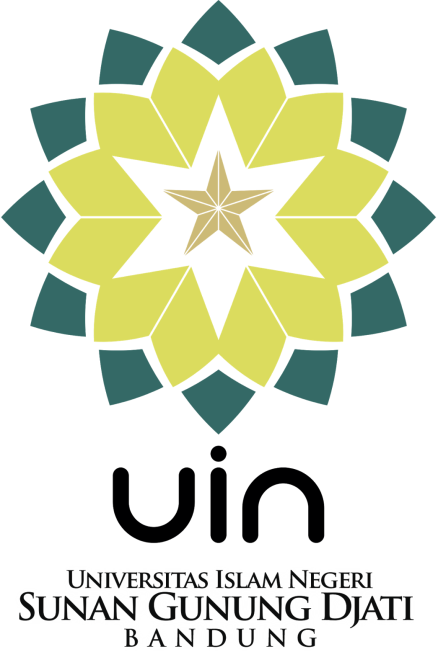 uin
UNIVERSITAS ISLAM NEGERI
SUNAN GUNUNG DJATI
BANDUNG